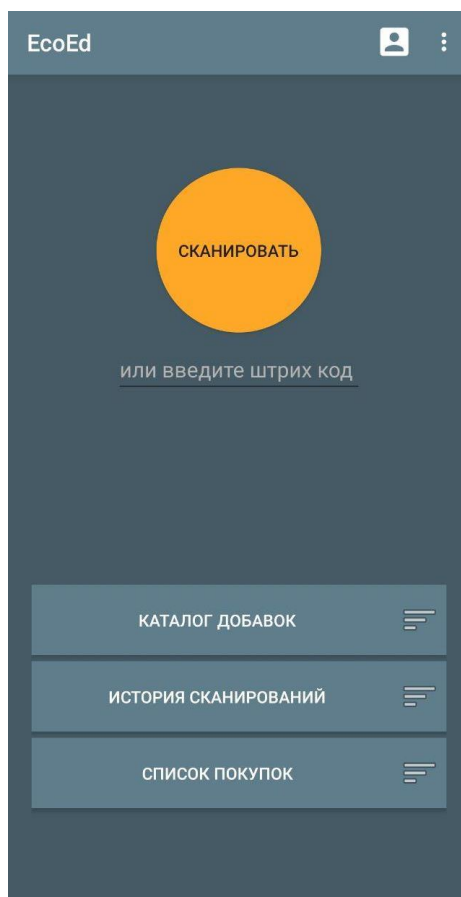 EcoEd
СКАНИРОВАТЬ
или введите штрих код
КАТАЛОГ ДОБАВОК
ИСТОРИЯ СКАНИРОВАНИЙ
СПИСОК ПОКУПОК